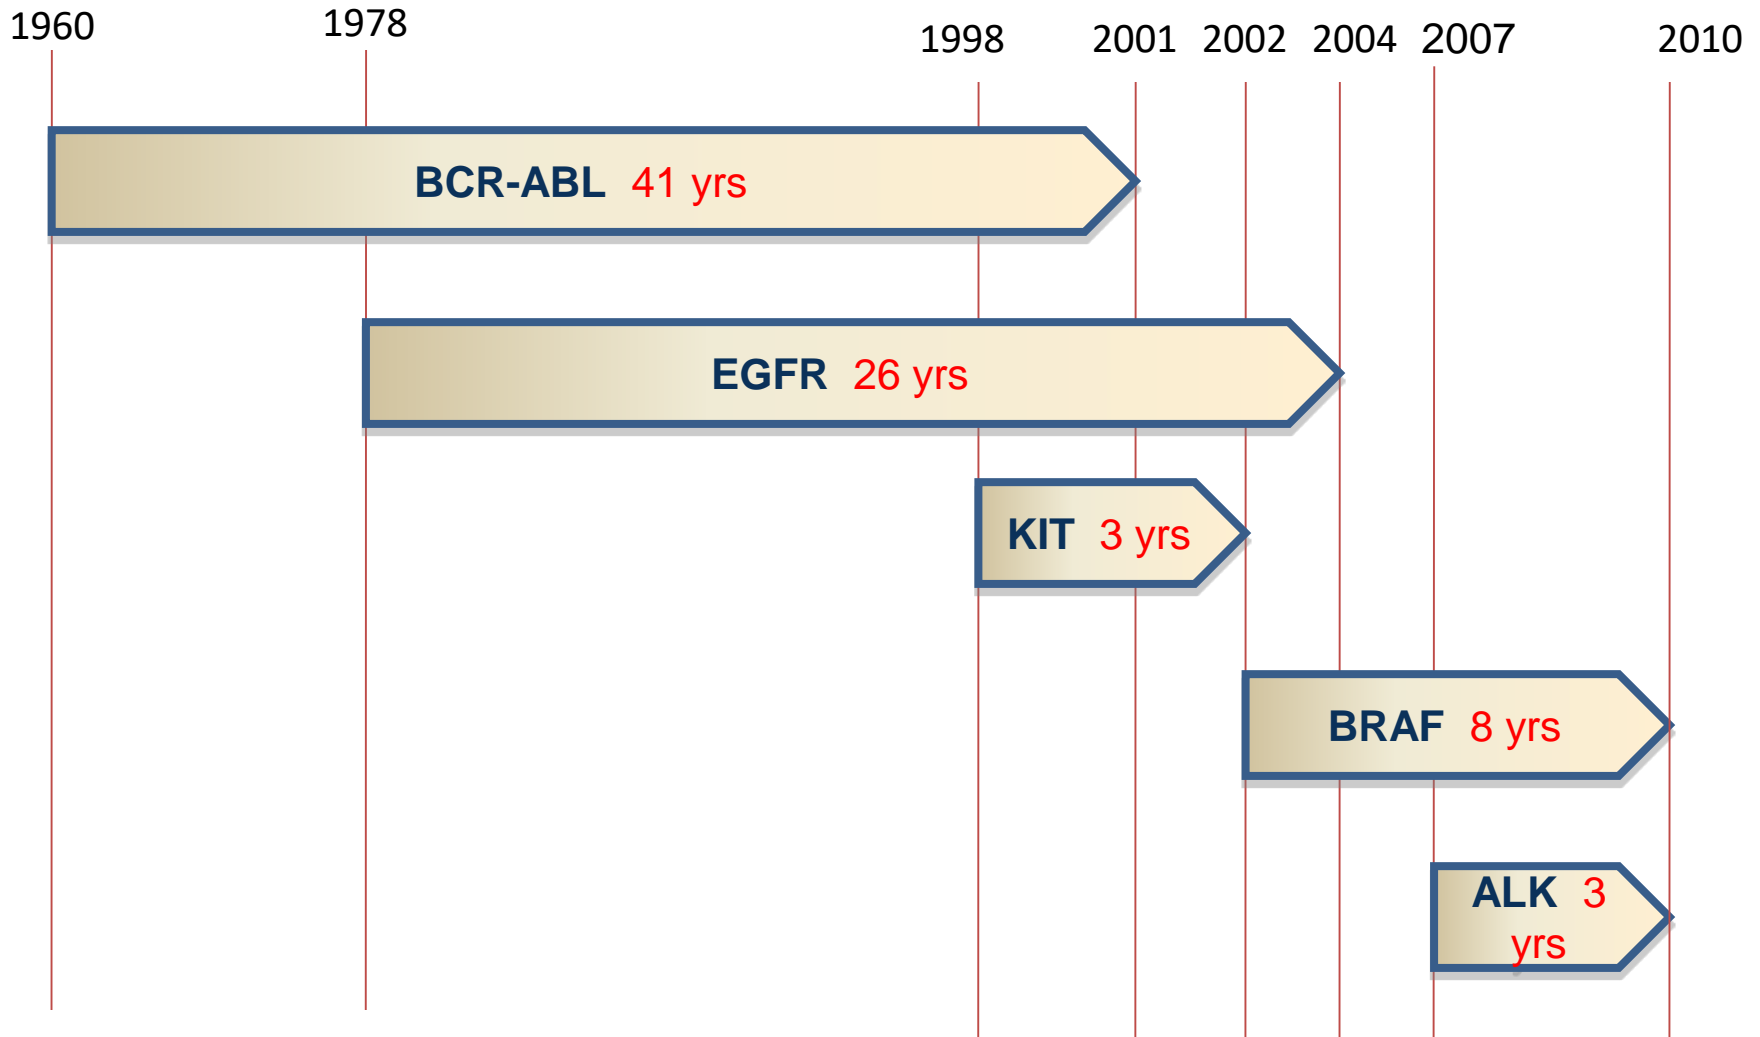 1960 1978 1998 2001 2002 2004 2007 2010
BCR-ABL 41 yrs
EGFR 26 yrs
KIT 3 yrs
BRAF 8 yrs
ALK 3
yrs